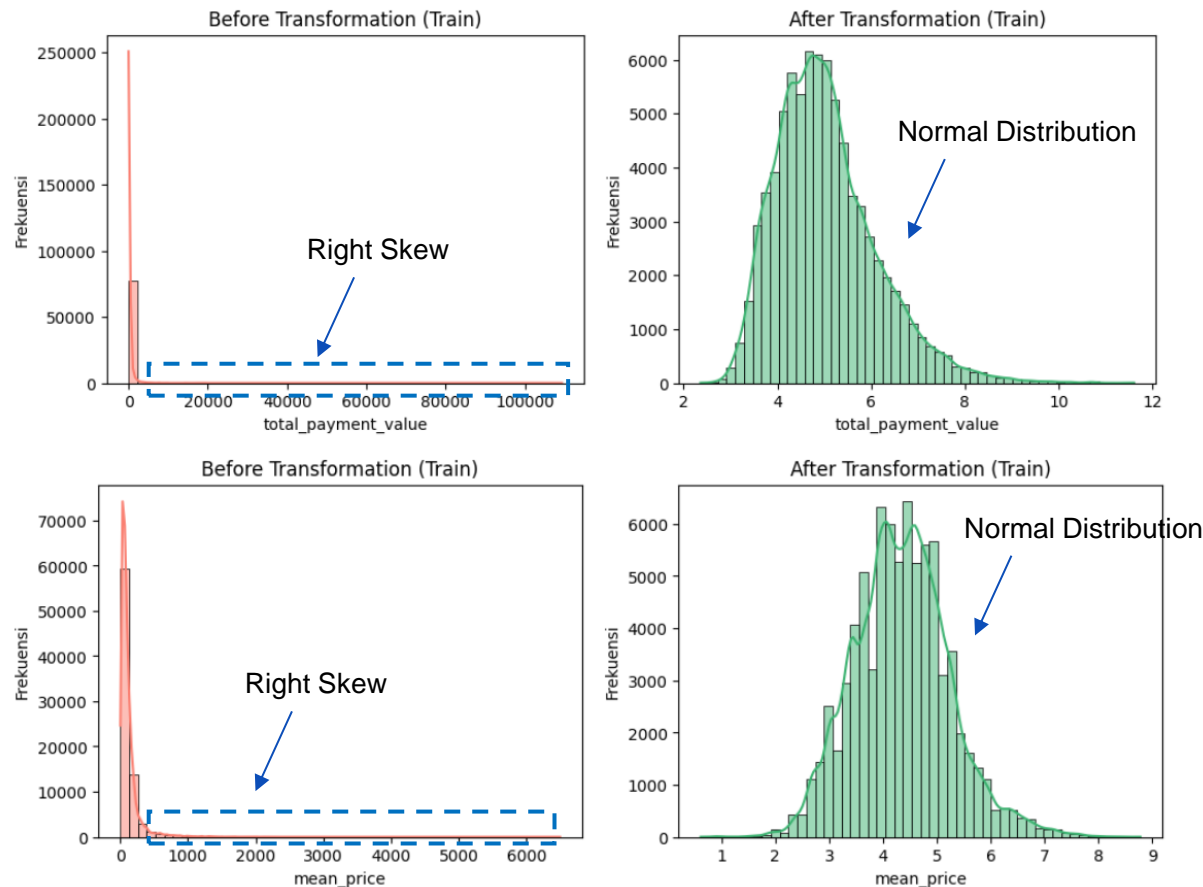 Before Transformation (Train)
250000
200000
150000
100000
50000
0
Frekuensi
Right Skew
0 20000 40000 60000 80000 100000
total_payment_value
After Transformation (Train)
6000
5000
4000
3000
2000
1000
0
Frekuensi
Normal Distribution
2 4 6 8 10 12
total_payment_value
Before Transformation (Train)
70000
60000
50000
40000
30000
20000
10000
0
Frekuensi
Right Skew
0 1000 2000 3000 4000 5000 6000
mean_price
After Transformation (Train)
6000
5000
4000
3000
2000
1000
0
Frekuensi
Normal Distribution
1 2 3 4 5 6 7 8 9
mean_price